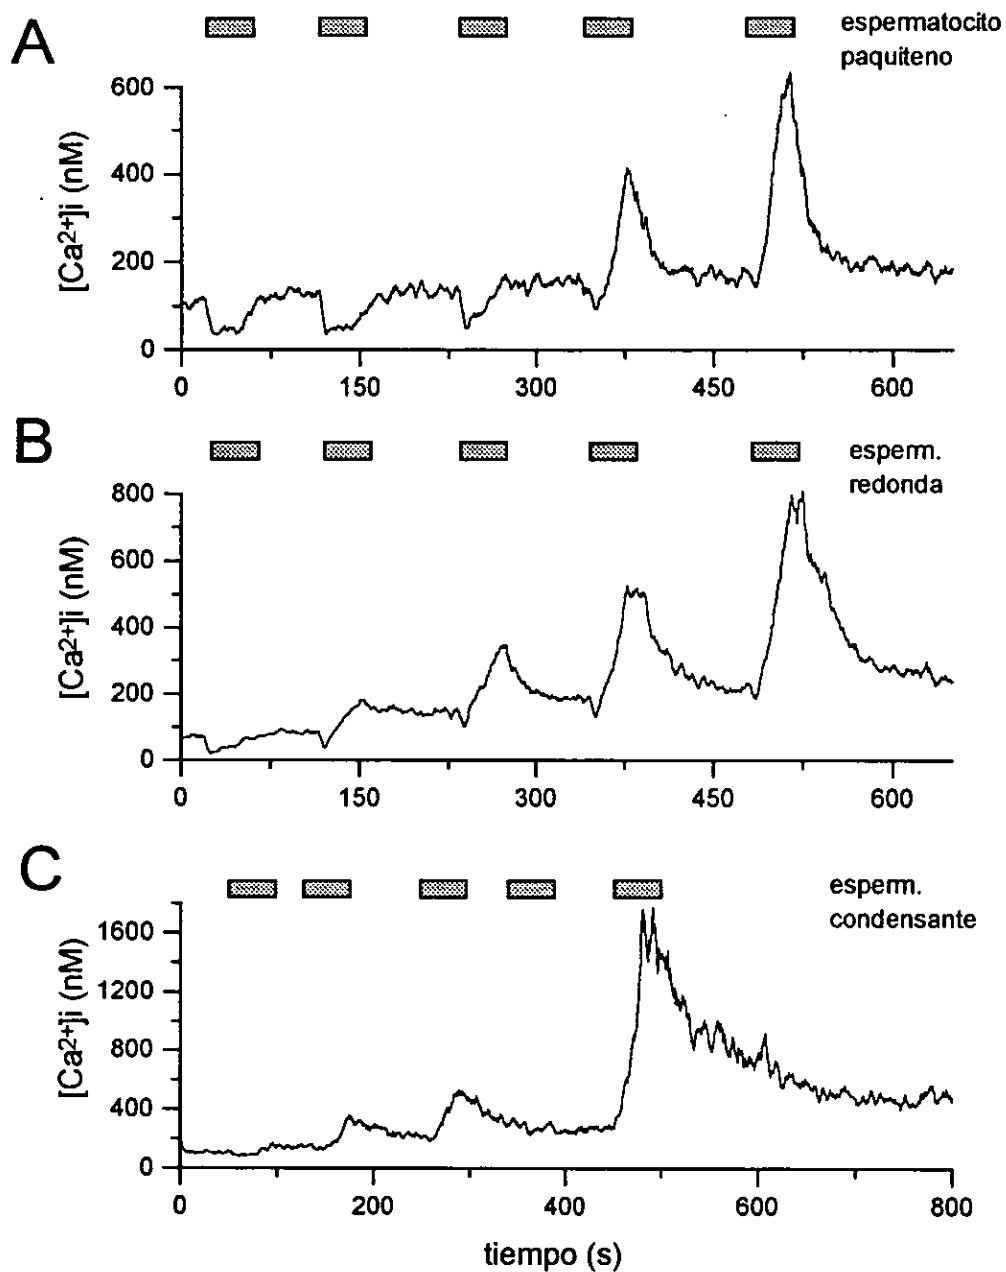 A
espermatocito
paquiteno
[Ca2+]i (nM)
600
400
200
0
0 150 300 450 600
B
esperm.
redonda
[Ca2+]i (nM)
800
600
400
200
0
0 150 300 450 600
C
esperm.
condensante
[Ca2+]i (nM)
1600
1200
800
400
0
0 200 400 600 800
tiempo (s)